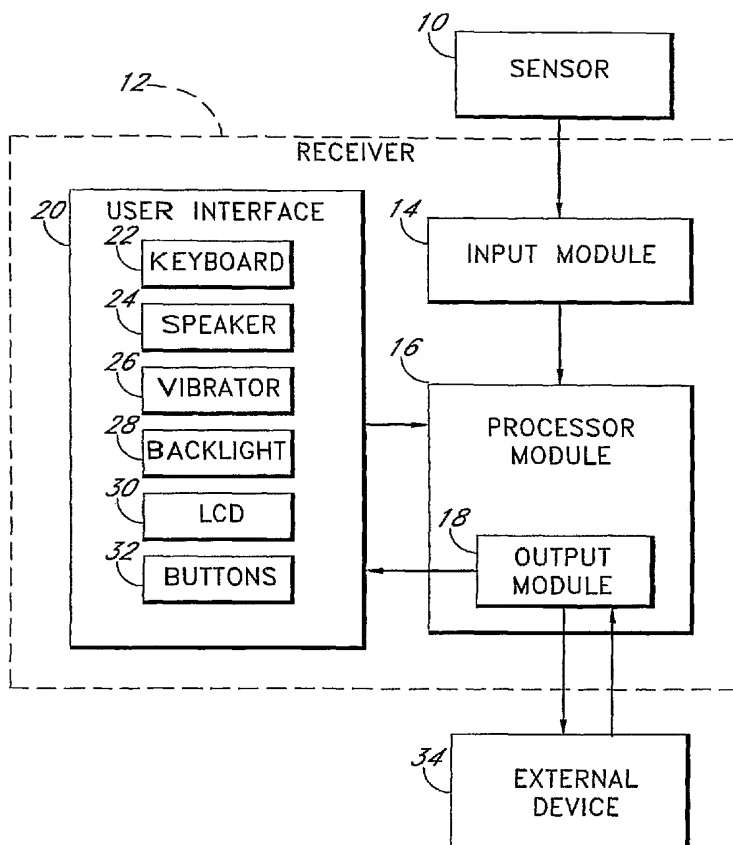 10
SENSOR
12
RECEIVER
20
USER INTERFACE
22
KEYBOARD
24
SPEAKER
26
VIBRATOR
28
BACKLIGHT
30
LCD
32
BUTTONS
14
INPUT MODULE
16
PROCESSOR
MODULE
18
OUTPUT
MODULE
34
EXTERNAL
DEVICE